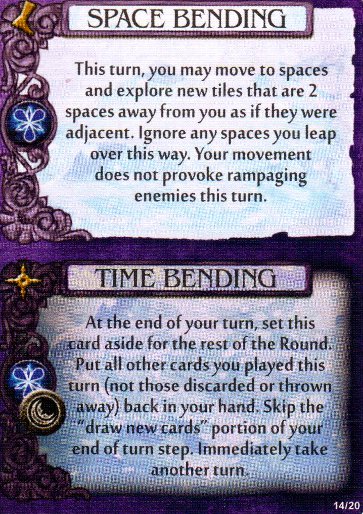 SPACE BENDING
This turn, you may move to spaces
and explore new tiles that are 2
spaces away from you as if they were
adjacent. Ignore any spaces you leap
over this way. Your movement
does not provoke rampaging
enemies this turn.
TIME BENDING
At the end of your turn, set this
card aside for the rest of the Round.
Put all other cards you played this
turn (not those discarded or thrown
away) back in your hand. Skip the
"draw new cards" portion of your
end of turn step. Immediately take
another turn.
14/20